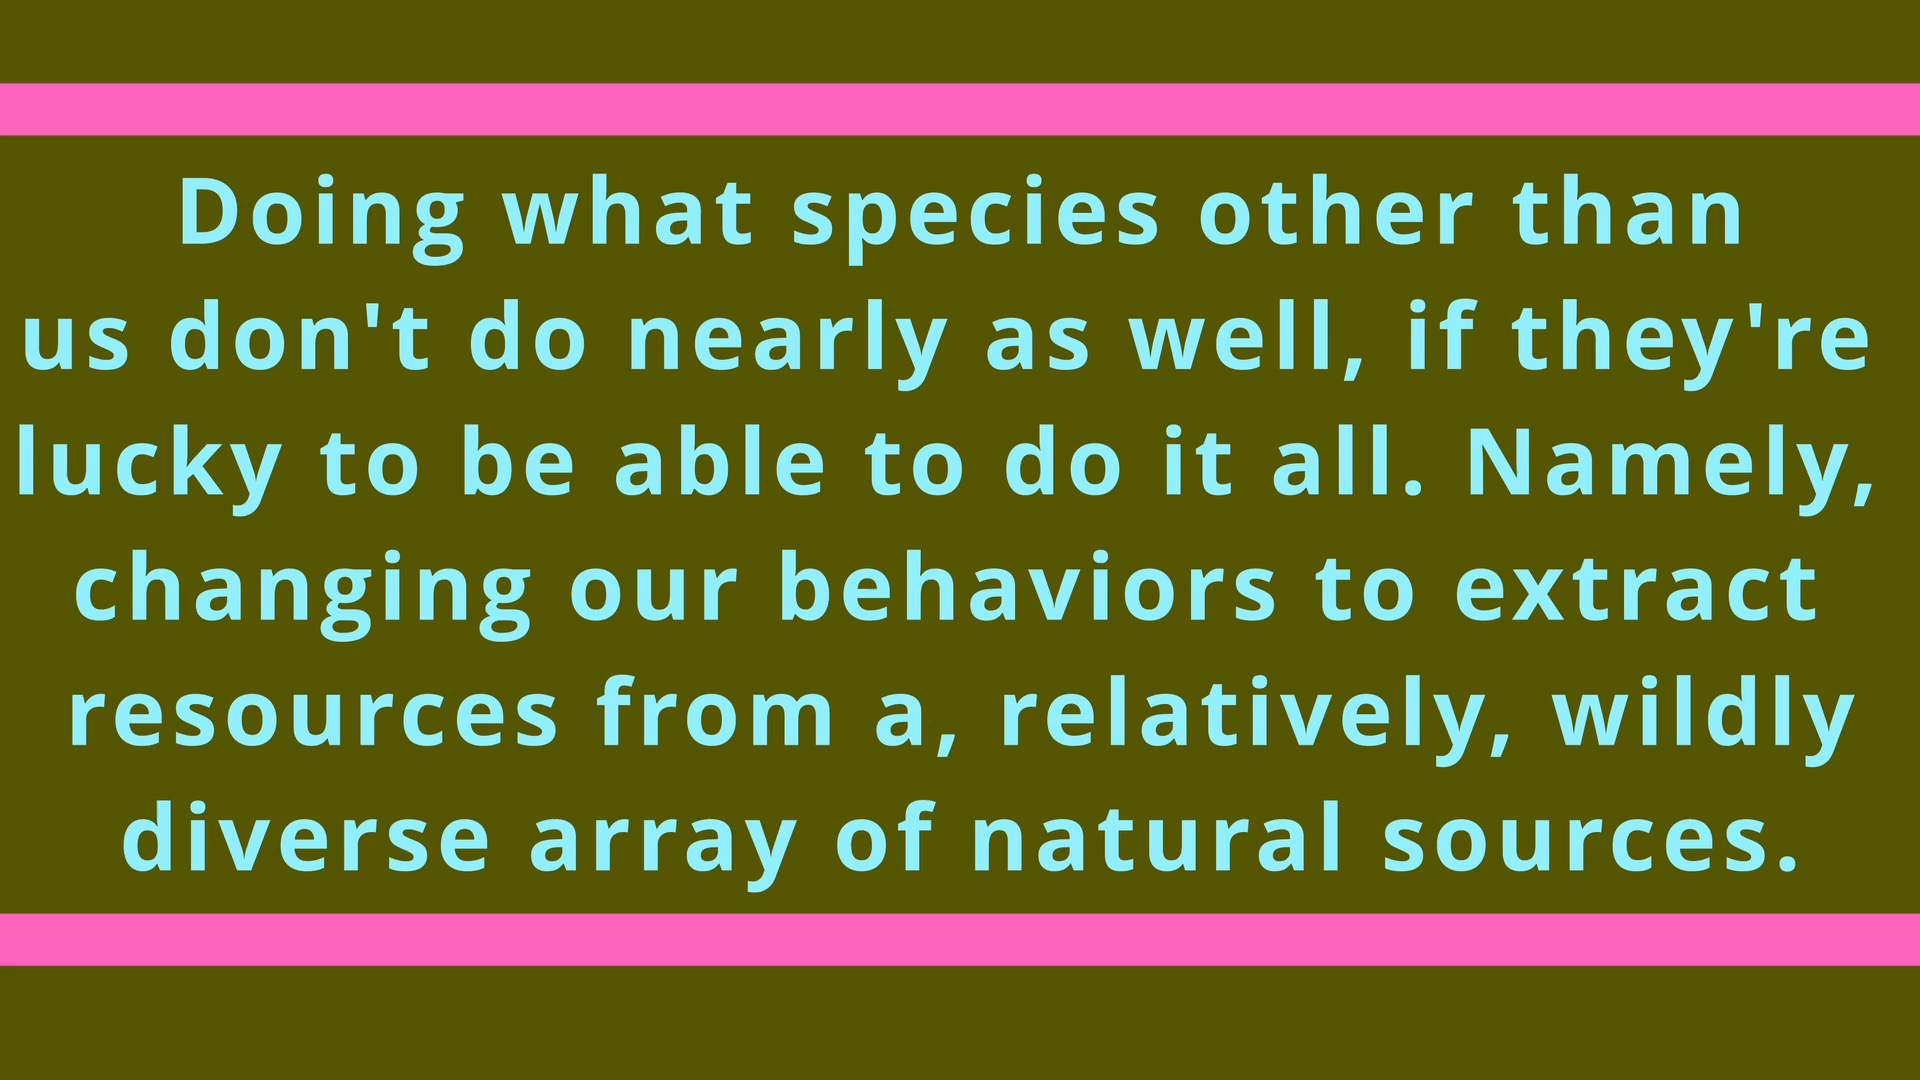 Doing what species other than
us don't do nearly as well, if they're
lucky to be able to do it all. Namely,
changing our behaviors to extract
resources from a, relatively, wildly
diverse array of natural sources.